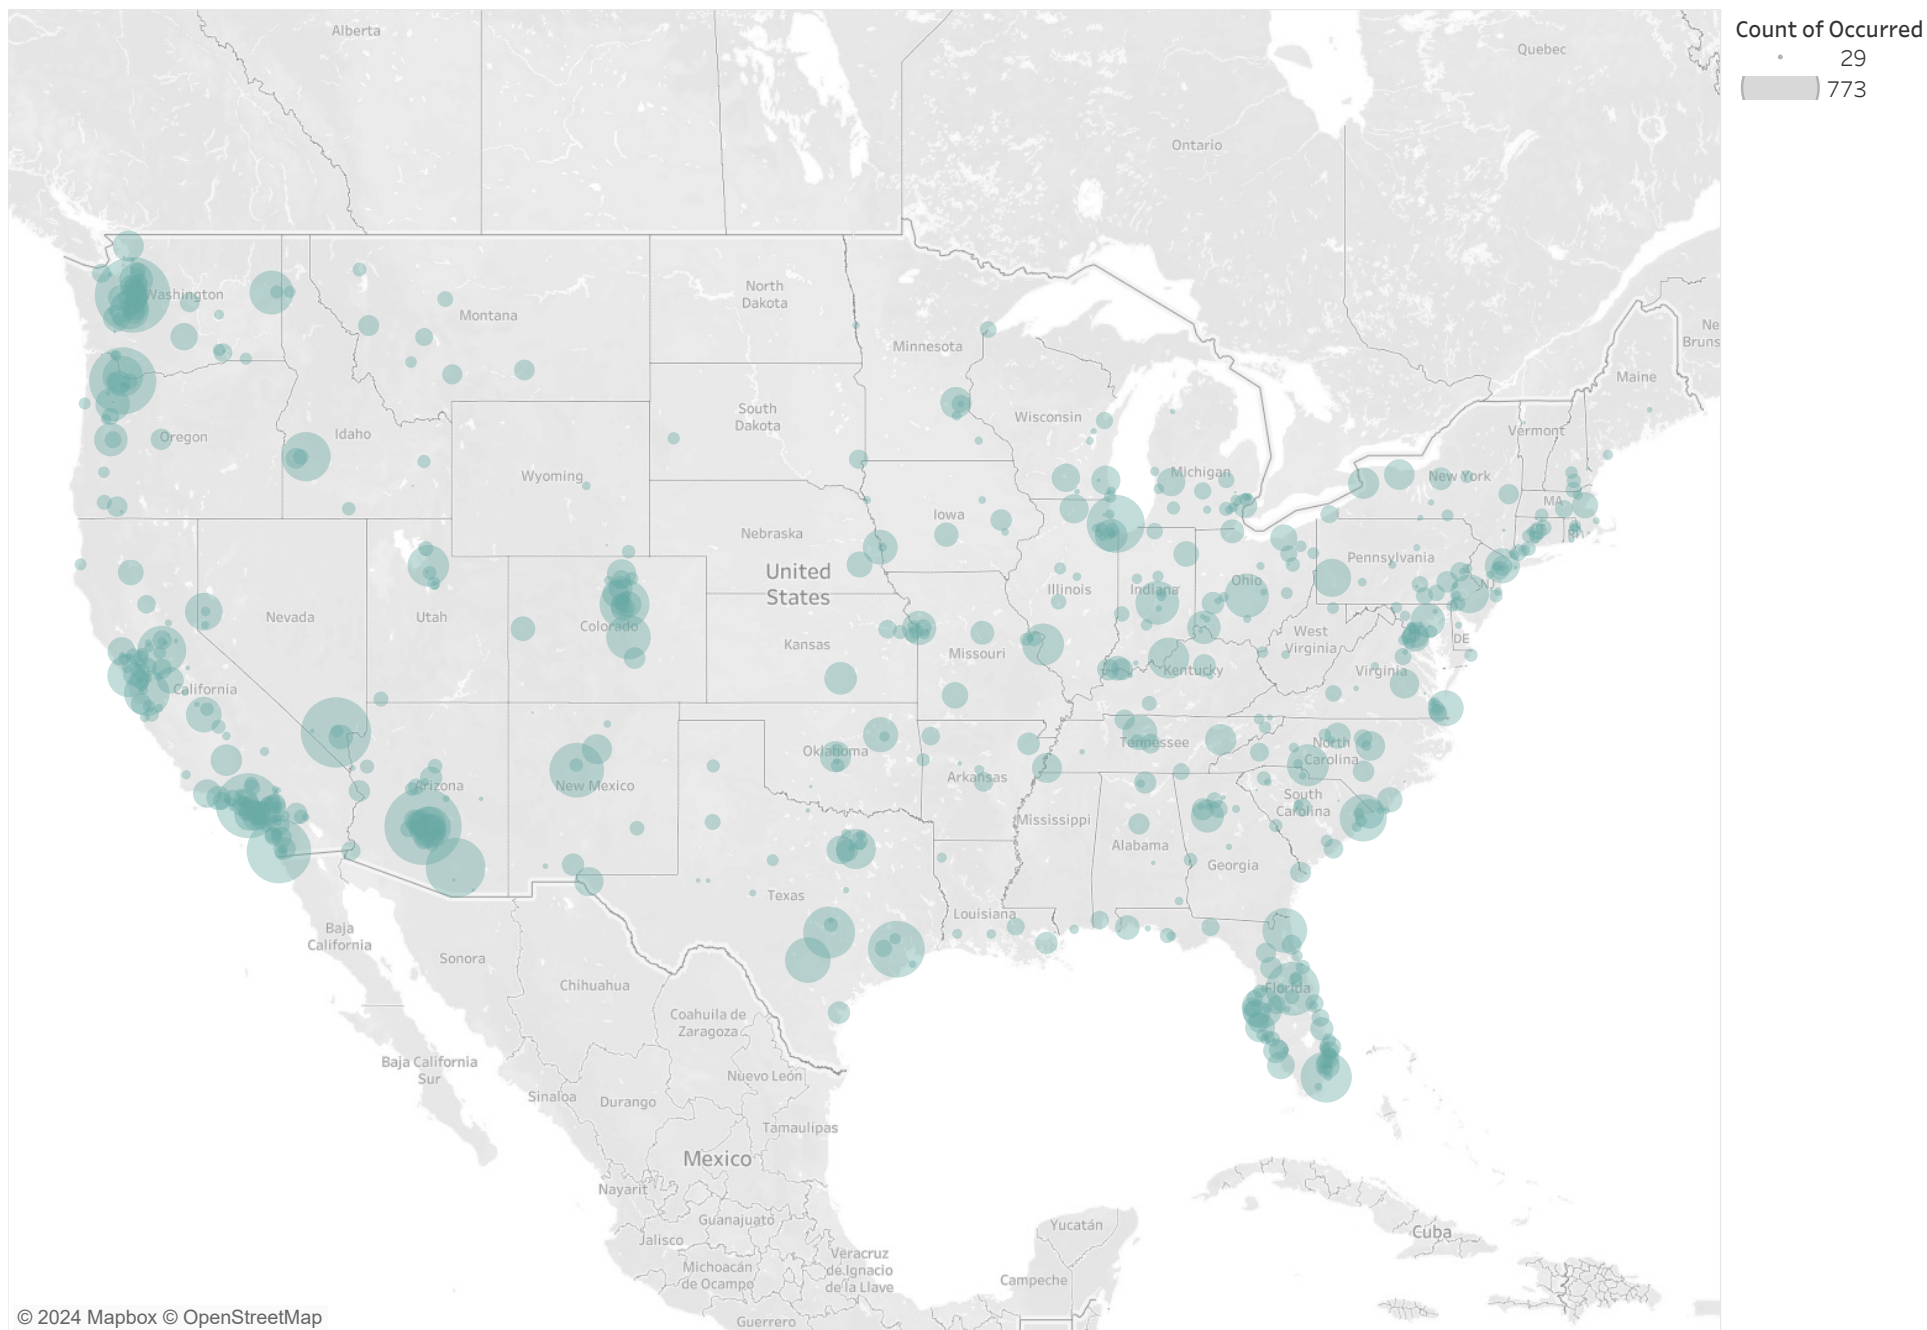 Count of Occurred
29
773
Alberta
Quebec
Ontario
Washington
North
Dakota
Montana
Ne
Bruns
Minnesota
Maine
South
Dakota
Wisconsin
Oregon
Idaho
Vermont
Michigan
New York
Wyoming
MA
Iowa
Nebraska
RI
Pennsylvania
United
States
Ohio
NJ
Illinois
Indiana
Nevada
Utah
Colorado
West
Virginia
DE
Kansas
Missouri
Kentucky
Virginia
California
Tennessee
North
Carolina
Oklahoma
Arkansas
Arizona
New Mexico
South
Carolina
Mississippi
Alabama
Georgia
Texas
Louisiana
Baja
California
Sonora
Chihuahua
Florida
Coahuila de
Zaragoza
Baja California
Sur
Nuevo León
Sinaloa
Durango
Tamaulipas
Mexico
Nayarit
Guanajuato
Yucatán
Cuba
Jalisco
Veracruz
de Ignacio
de la Llave
Michoacán
de Ocampo
Campeche
Guerrero
© 2024 Mapbox © OpenStreetMap